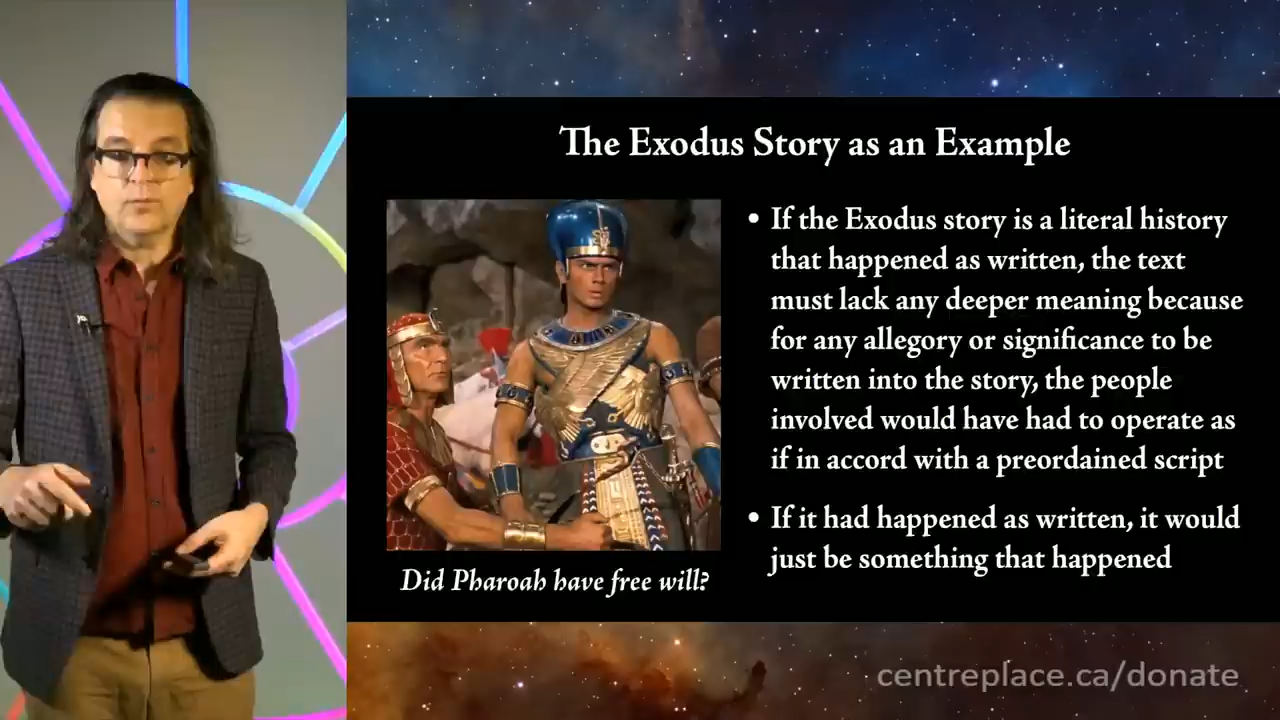 The Exodus Story as an Example
• If the Exodus story is a literal history
that happened as written, the text
must lack any deeper meaning because
for any allegory or significance to be
written into the story, the people
involved would have had to operate as
if in accord with a preordained script
• If it had happened as written, it would
just be something that happened
Did Pharoah have free will?
centreplace.ca/donate